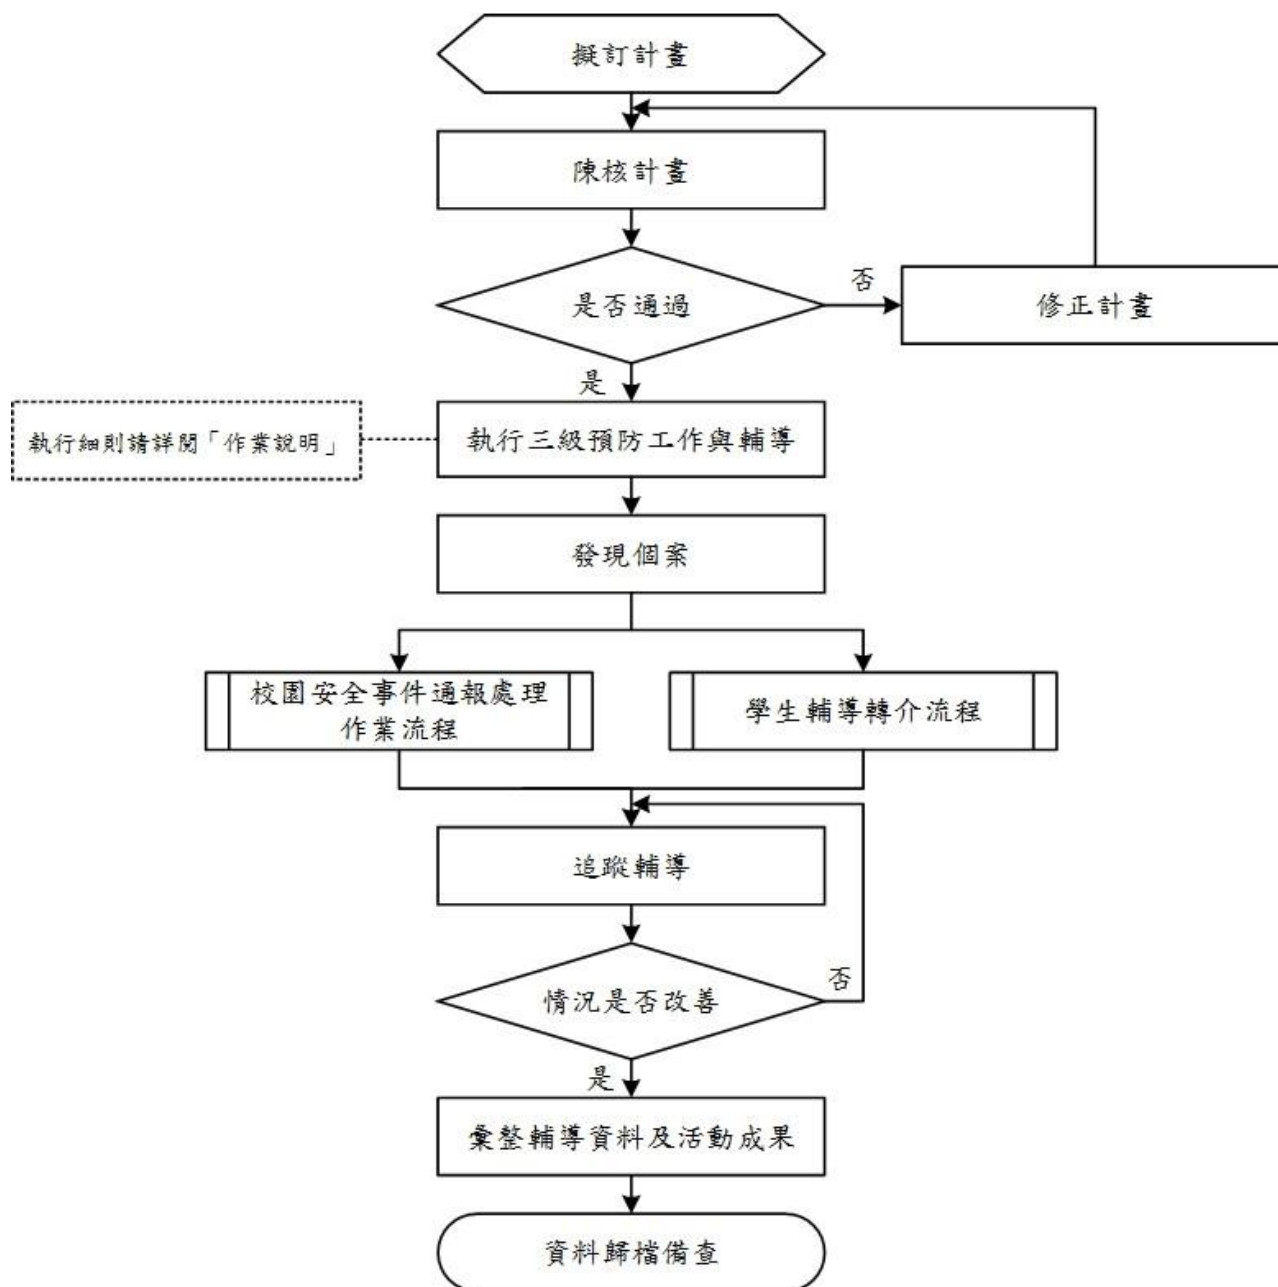 擬訂計畫
陳核計畫
是否通過
否
修正計畫
是
執行細則請詳閱「作業說明」
執行三級預防工作與輔導
發現個案
校園安全事件通報處理
作業流程
學生輔導轉介流程
追蹤輔導
情況是否改善
否
是
彙整輔導資料及活動成果
資料歸檔備查